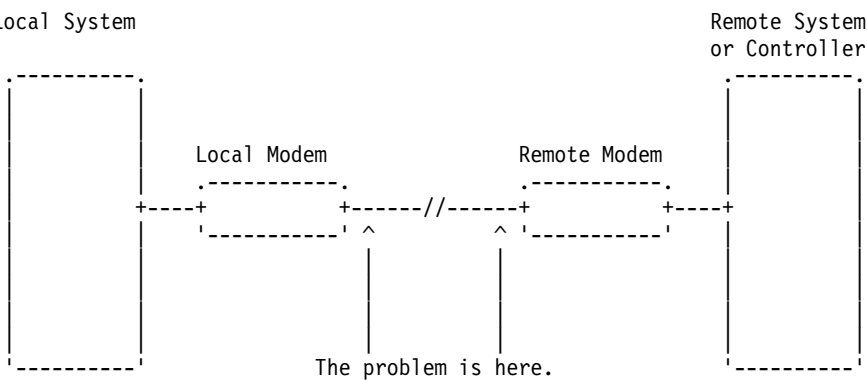 Local System
Remote System
or Controller
Local Modem
Remote Modem
The problem is here.